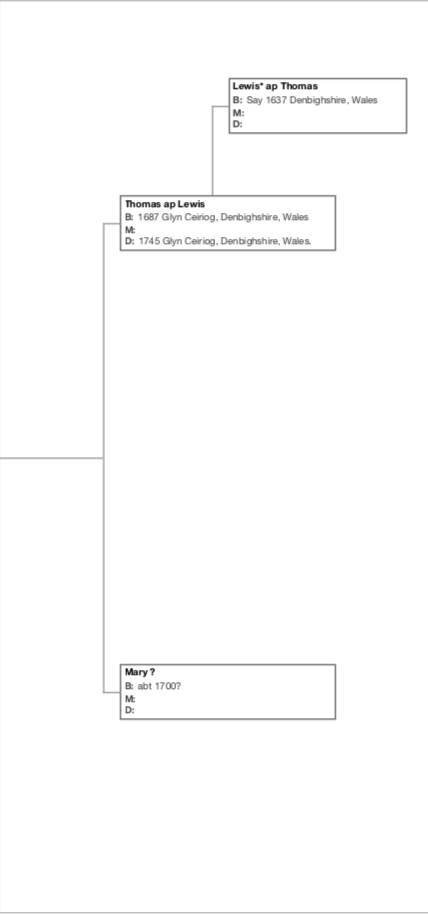 Lewis* ap Thomas
B: Say 1637 Denbighshire, Wales
M:
D:
Thomas ap Lewis
B: 1687 Glyn Ceiriog, Denbighshire, Wales
M:
D: 1745 Glyn Ceiriog, Denbighshire, Wales.
Mary ?
B: abt 1700?
M:
D: